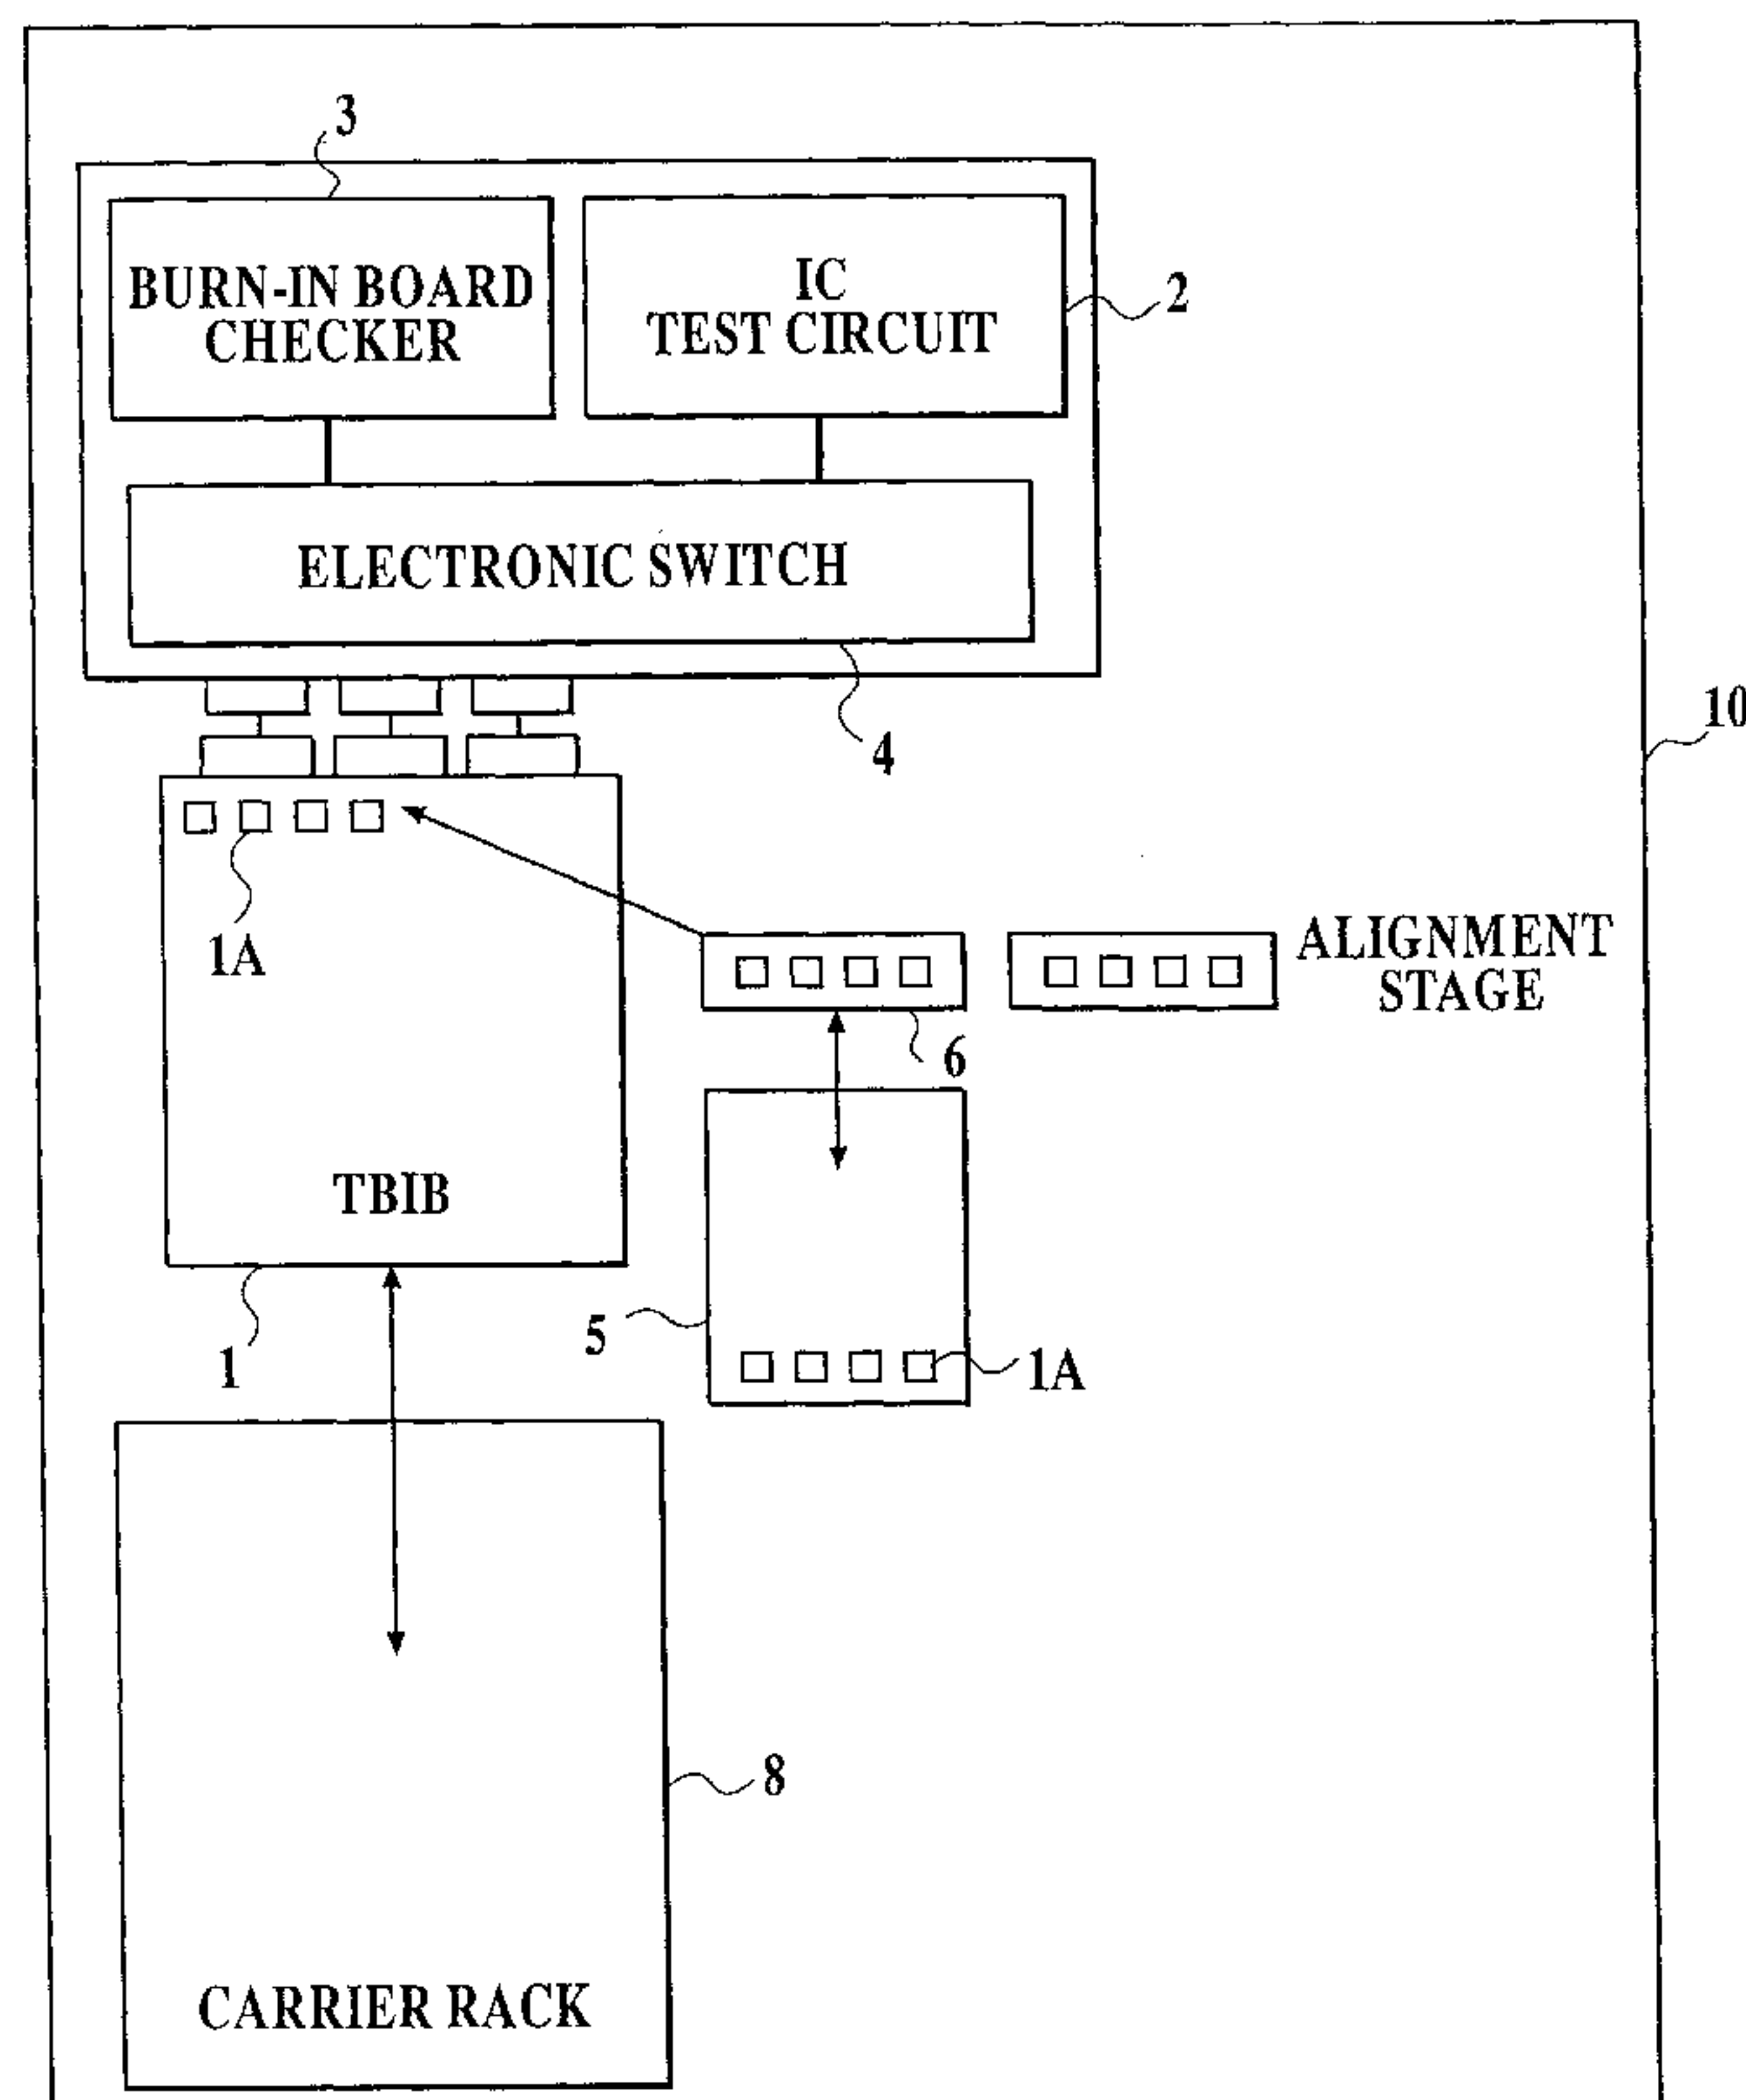 3
BURN-IN BOARD
CHECKER
IC
TEST CIRCUIT
2
ELECTRONIC SWITCH
4
10
1A
ALIGNMENT
STAGE
6
TBIB
1
5
1A
8
CARRIER RACK